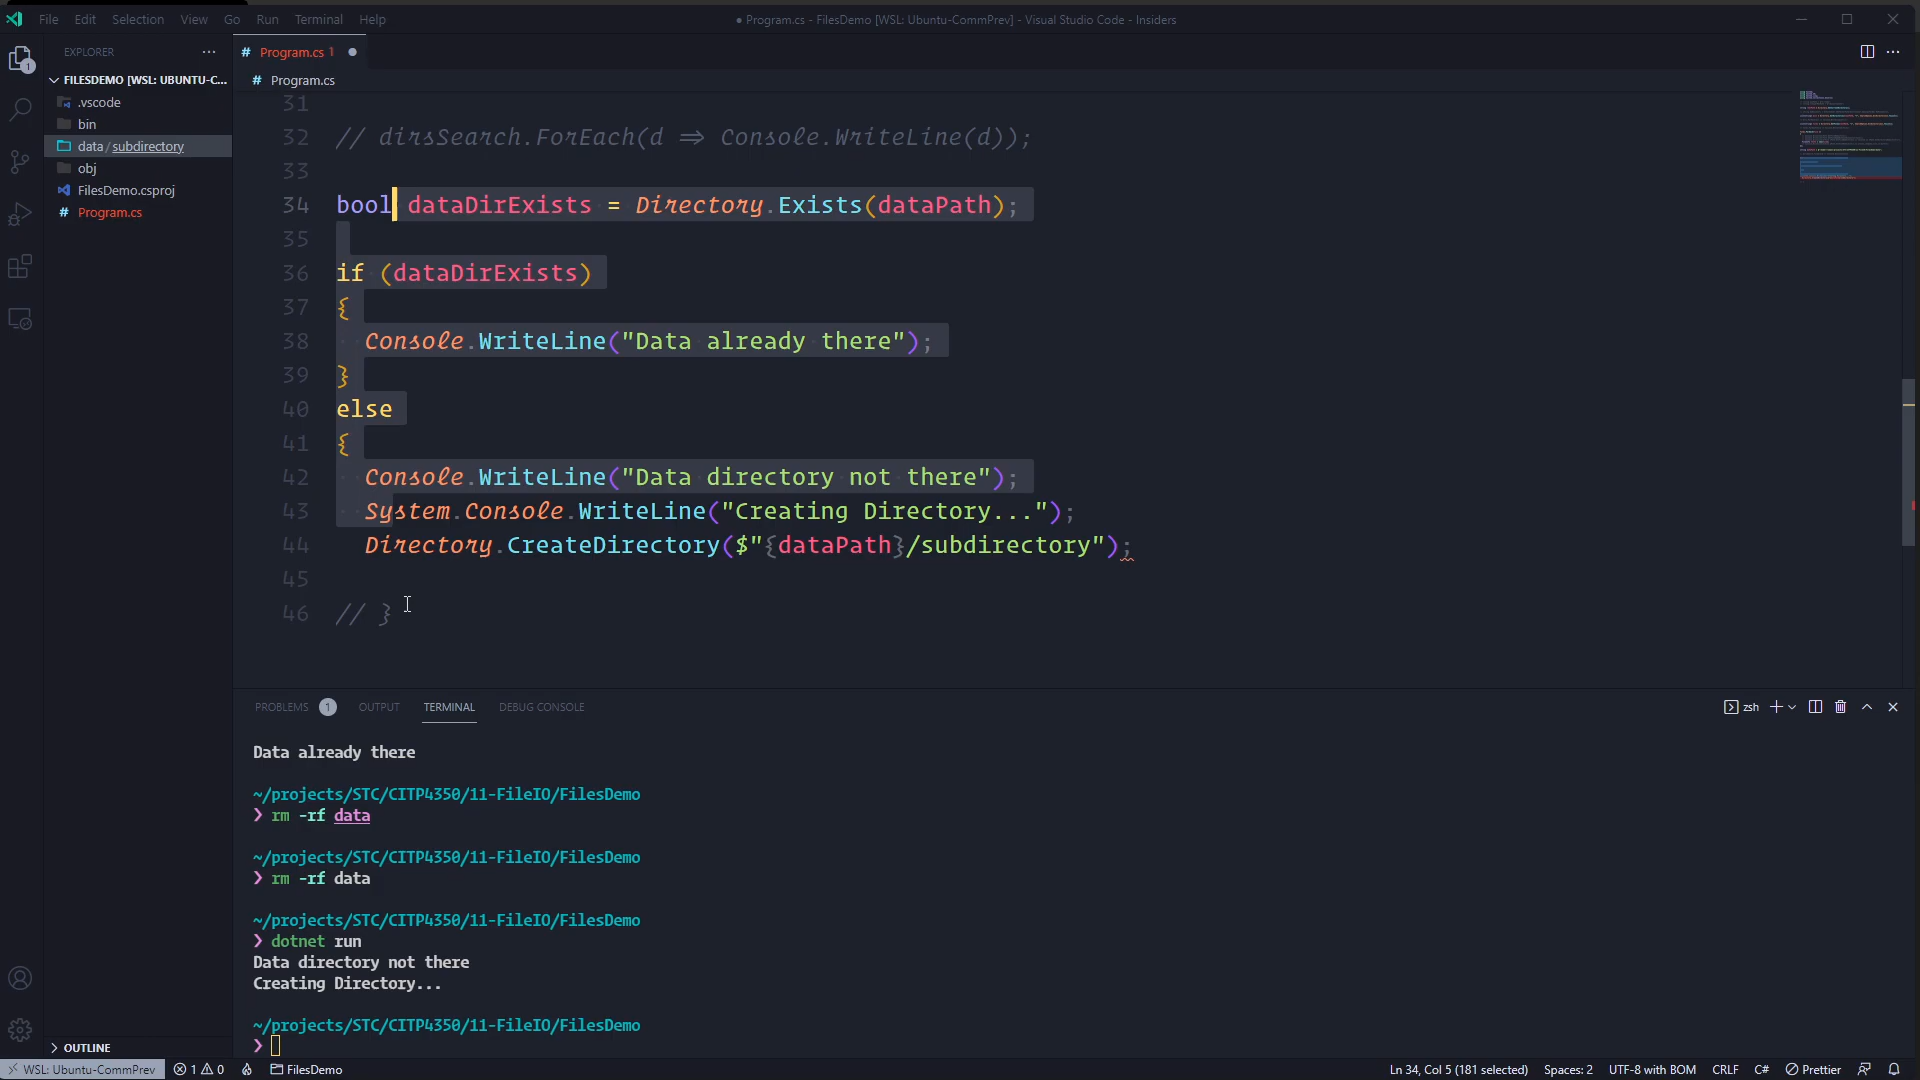 File Edit Selection View Go Run Terminal Help
● Program.cs - FilesDemo [WSL: Ubuntu-CommPrev] - Visual Studio Code - Insiders
EXPLORER
# Program.cs 1
FILESDEMO [WSL: UBUNTU-C...
# Program.cs
.vscode
bin
data / subdirectory
obj
FilesDemo.csproj
# Program.cs
31
32 // dirsSearch.ForEach(d => Console.WriteLine(d));
33
34 bool dataDirExists = Directory.Exists(dataPath);
35
36 if (dataDirExists)
37 {
38 Console.WriteLine("Data already there");
39 }
40 else
41 {
42 Console.WriteLine("Data directory not there");
43 System.Console.WriteLine("Creating Directory...");
44 Directory.CreateDirectory($"{dataPath}/subdirectory");
45
46 // }
PROBLEMS 1 OUTPUT TERMINAL DEBUG CONSOLE
zsh
Data already there
~/projects/STC/CITP4350/11-FileIO/FilesDemo
❯ rm -rf data
~/projects/STC/CITP4350/11-FileIO/FilesDemo
❯ rm -rf data
~/projects/STC/CITP4350/11-FileIO/FilesDemo
❯ dotnet run
Data directory not there
Creating Directory...
~/projects/STC/CITP4350/11-FileIO/FilesDemo
❯
OUTLINE
WSL: Ubuntu-CommPrev 1 0 FilesDemo Ln 34, Col 5 (181 selected) Spaces: 2 UTF-8 with BOM CRLF C# Prettier